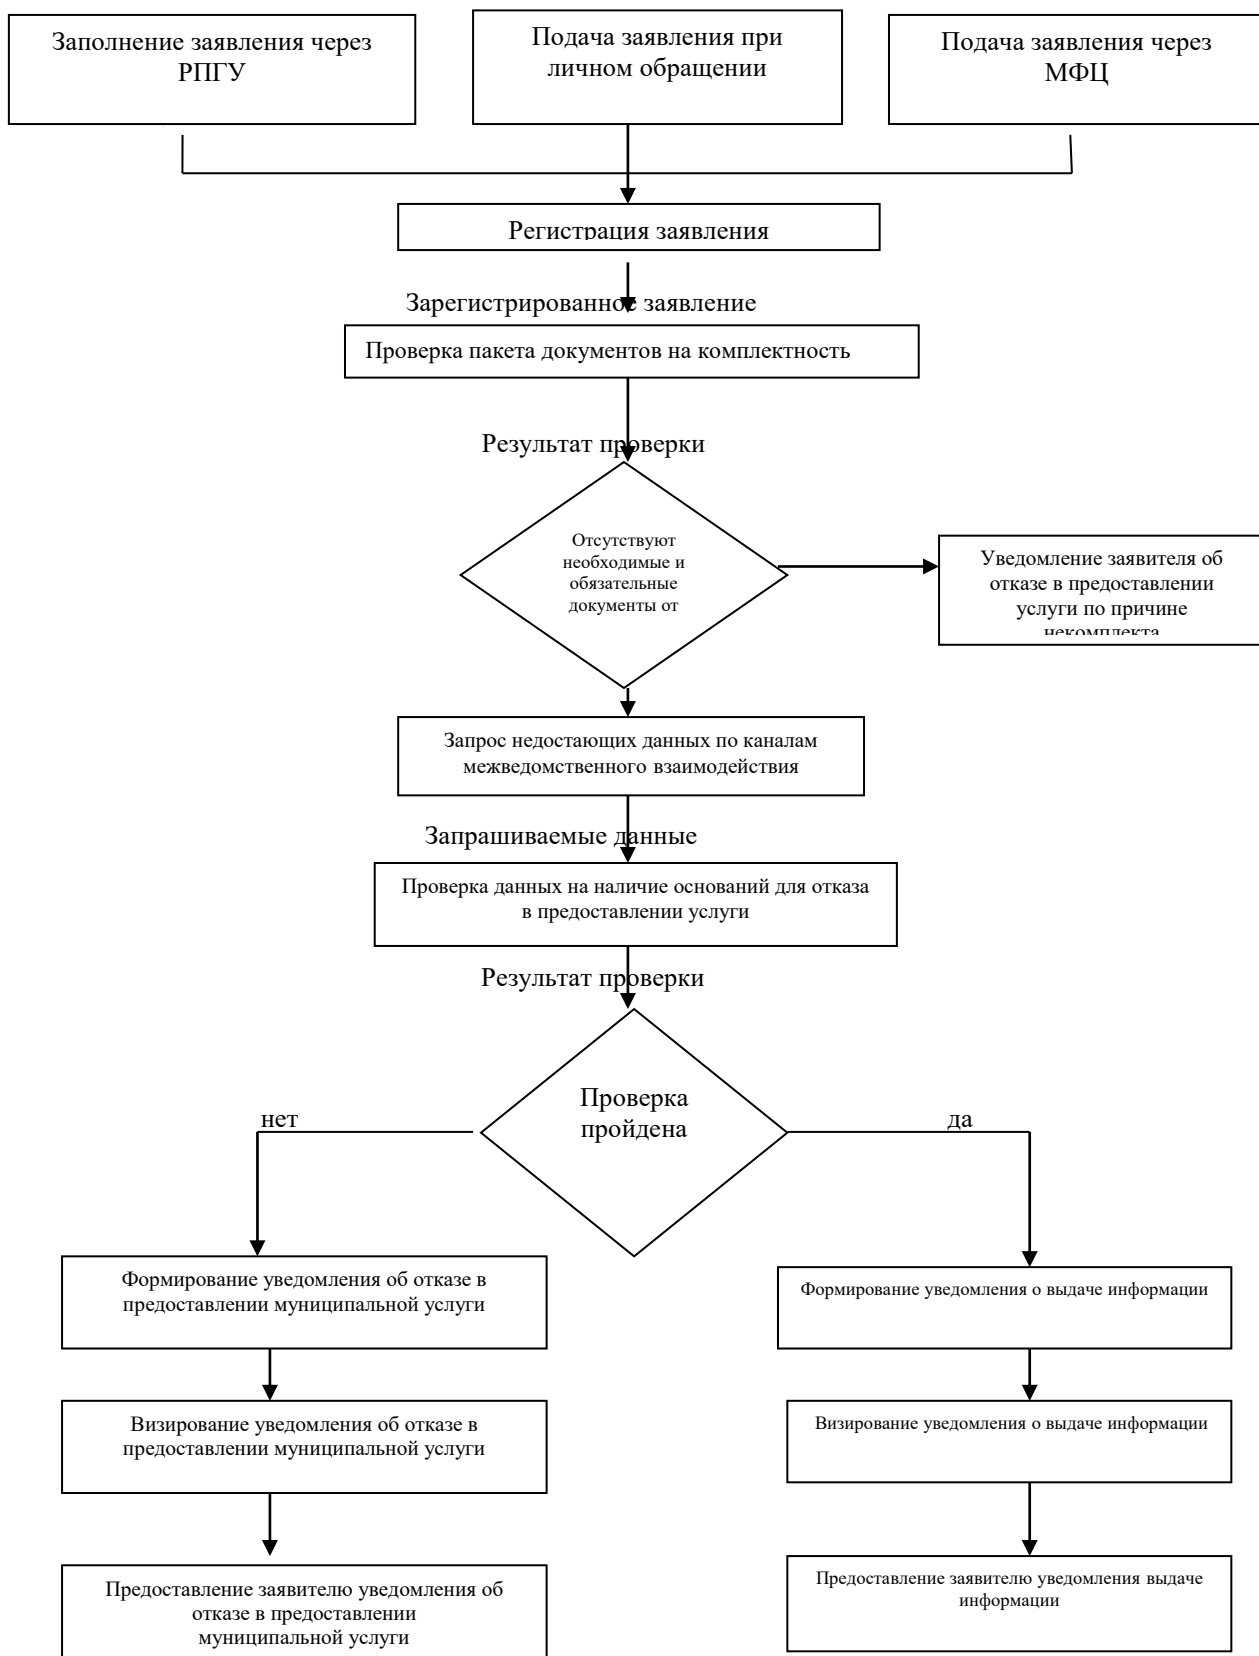 Заполнение заявления через
РПГУ
Подача заявления при
личном обращении
Подача заявления через
МФЦ
Регистрация заявления
Зарегистрированное заявление
Проверка пакета документов на комплектность
Результат проверки
Отсутствуют
необходимые и
обязательные
документы от
Уведомление заявителя об
отказе в предоставлении
услуги по причине
некомплекта
Запрос недостающих данных по каналам
межведомственного взаимодействия
Запрашиваемые данные
Проверка данных на наличие оснований для отказа
в предоставлении услуги
Результат проверки
Проверка
пройдена
нет
да
Формирование уведомления об отказе в
предоставлении муниципальной услуги
Формирование уведомления о выдаче информации
Визирование уведомления об отказе в
предоставлении муниципальной услуги
Визирование уведомления о выдаче информации
Предоставление заявителю уведомления об
отказе в предоставлении
муниципальной услуги
Предоставление заявителю уведомления выдаче
информации